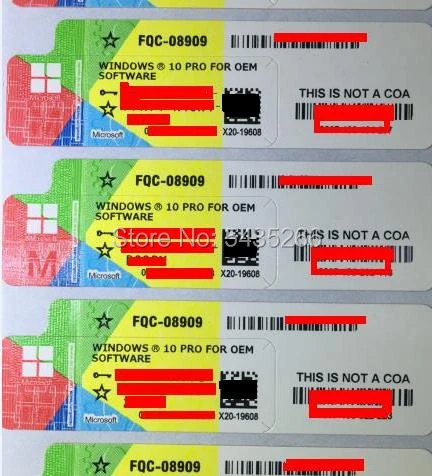 FQC-08909
WINDOWS ® 10 PRO FOR OEM
SOFTWARE
THIS IS NOT A COA
Microsoft
X20-19608
FQC-08909
WINDOWS ® 10 PRO FOR OEM
SOFTWARE
Store No: 3485265
THIS IS NOT A COA
Microsoft
X20-19608
FQC-08909
WINDOWS ® 10 PRO FOR OEM
SOFTWARE
THIS IS NOT A COA
Microsoft
X20-19608
FQC-08909